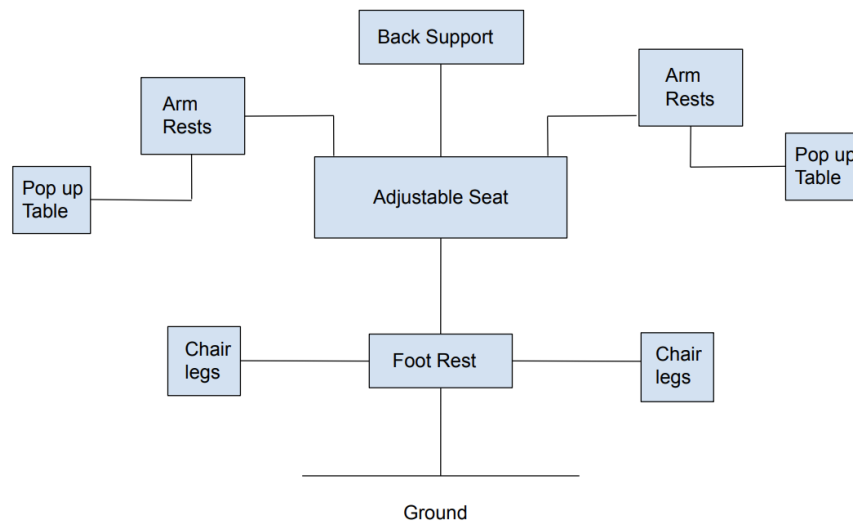 Back Support
Arm
Rests
Arm
Rests
Pop up
Table
Adjustable Seat
Pop up
Table
Chair
legs
Foot Rest
Chair
legs
Ground